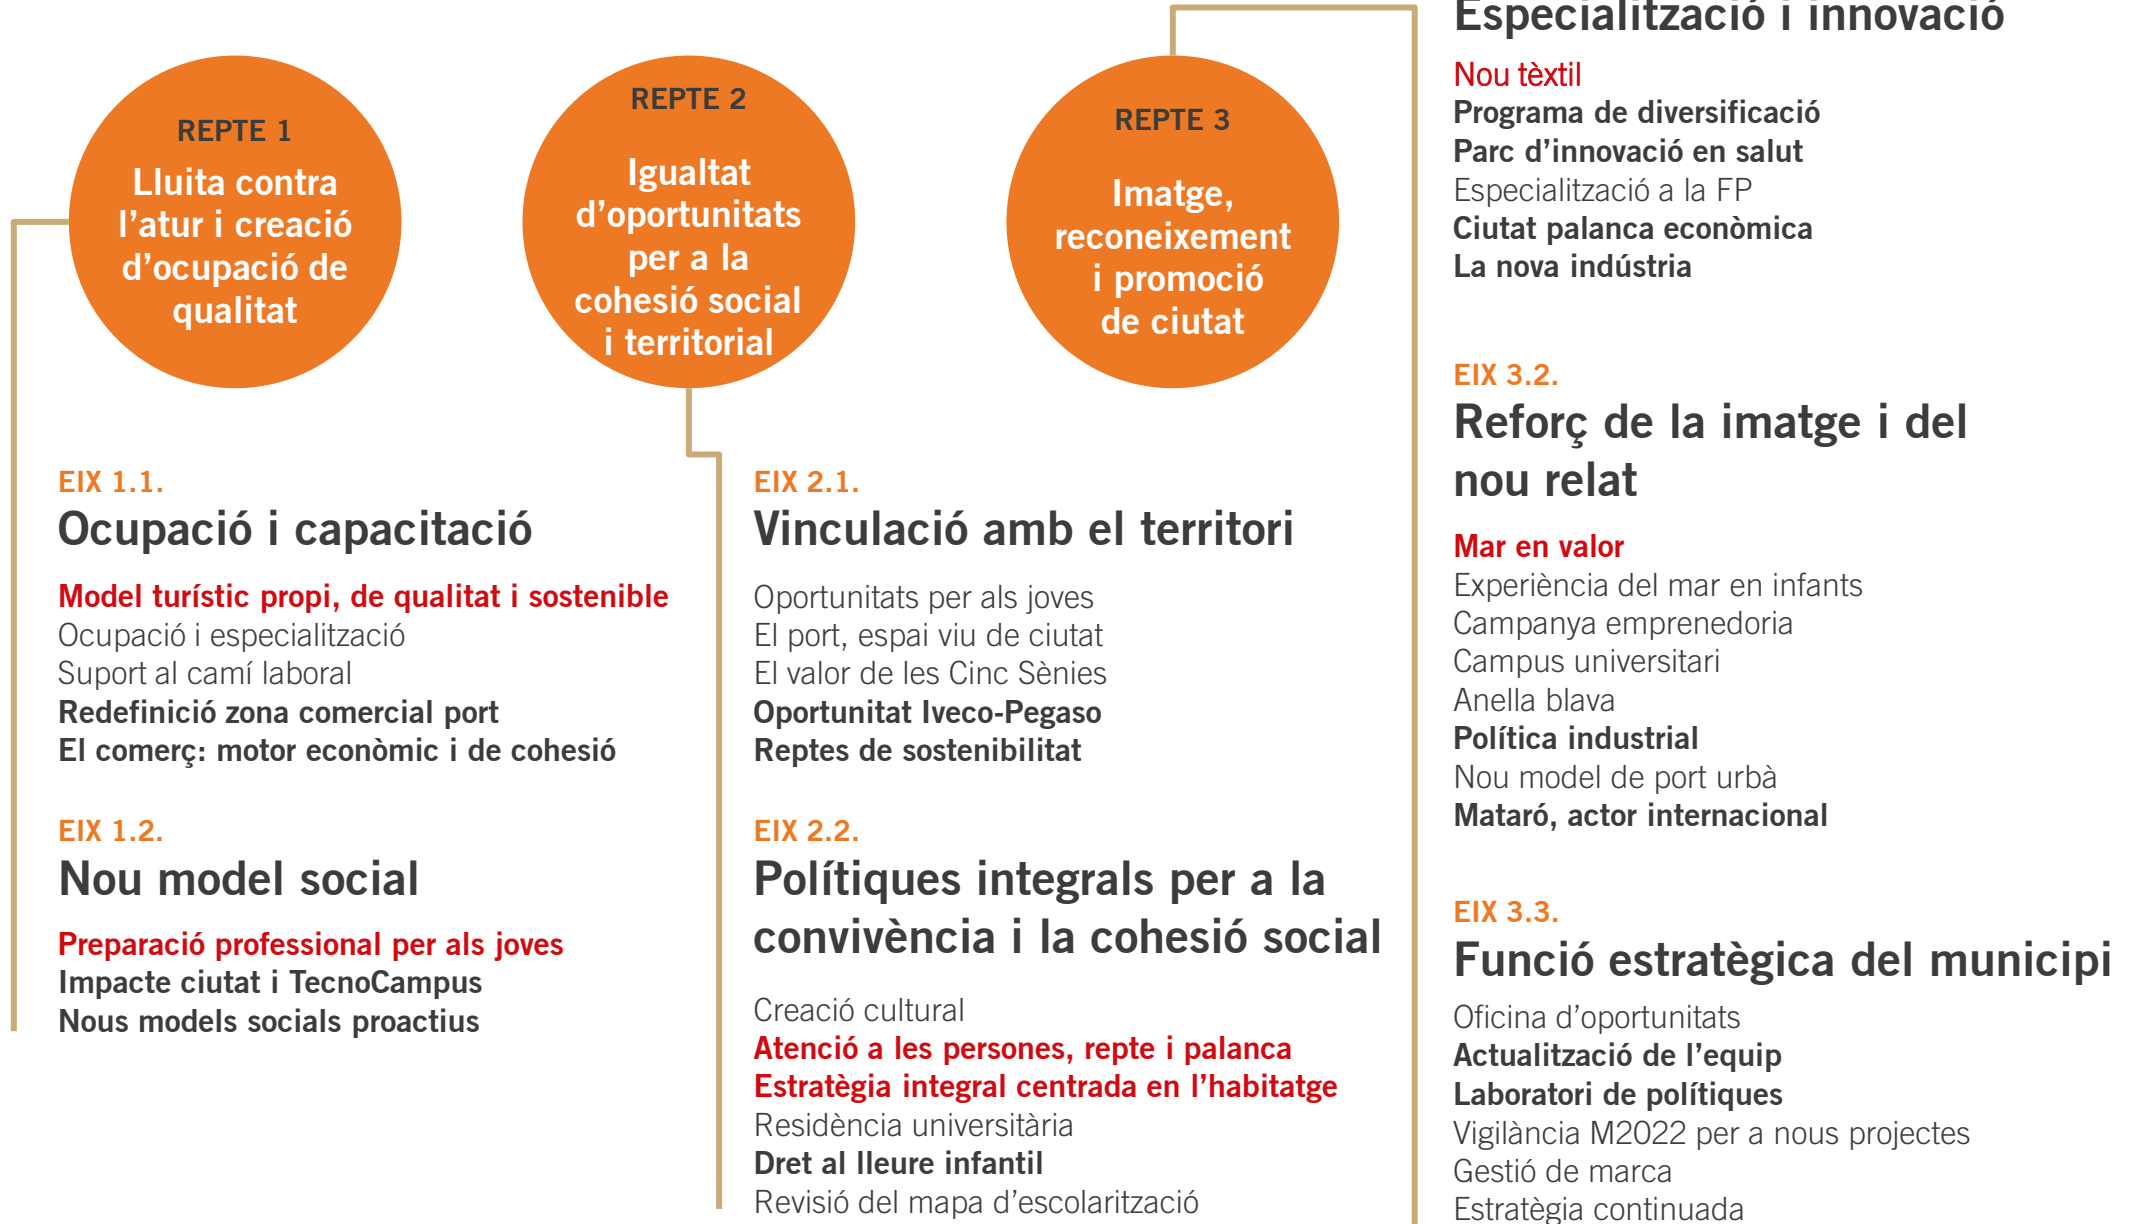 REPTE 1
Lluita contra
l’atur i creació
d’ocupació de
qualitat
REPTE 2
Igualtat
d’oportunitats
per a la
cohesió social
i territorial
REPTE 3
Imatge,
reconeixement
i promoció
de ciutat
EIX 1.1.
Ocupació i capacitació
Model turístic propi, de qualitat i sostenible
Ocupació i especialització
Suport al camí laboral
Redefinició zona comercial port
El comerç: motor econòmic i de cohesió
EIX 1.2.
Nou model social
Preparació professional per als joves
Impacte ciutat i TecnoCampus
Nous models socials proactius
EIX 2.1.
Vinculació amb el territori
Oportunitats per als joves
El port, espai viu de ciutat
El valor de les Cinc Sènies
Oportunitat Iveco-Pegaso
Reptes de sostenibilitat
EIX 2.2.
Polítiques integrals per a la
convivència i la cohesió social
Creació cultural
Atenció a les persones, repte i palanca
Estratègia integral centrada en l’habitatge
Residència universitària
Dret al lleure infantil
Revisió del mapa d’escolarització
Especialització i innovació
Nou tèxtil
Programa de diversificació
Parc d’innovació en salut
Especialització a la FP
Ciutat palanca econòmica
La nova indústria
EIX 3.2.
Reforç de la imatge i del
nou relat
Mar en valor
Experiència del mar en infants
Campanya emprenedoria
Campus universitari
Anella blava
Política industrial
Nou model de port urbà
Mataró, actor internacional
EIX 3.3.
Funció estratègica del municipi
Oficina d’oportunitats
Actualització de l’equip
Laboratori de polítiques
Vigilància M2022 per a nous projectes
Gestió de marca
Estratègia continuada